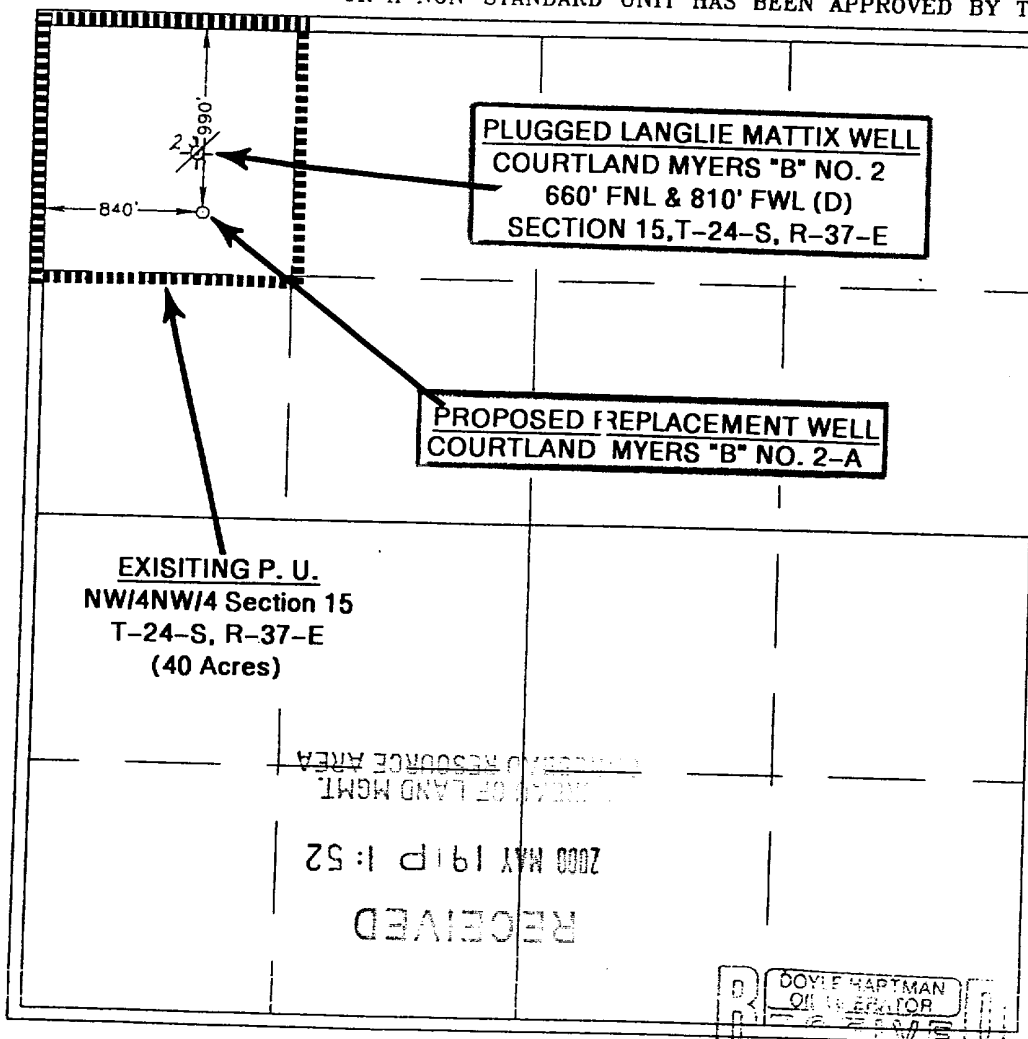 NON STANDARD UNIT HAS BEEN APPROVED BY T
990'
2
840'
PLUGGED LANGLIE MATTIX WELL
COURTLAND MYERS "B" NO. 2
660' FNL & 810' FWL (D)
SECTION 15,T-24-S, R-37-E
PROPOSED REPLACEMENT WELL
COURTLAND MYERS "B" NO. 2-A
EXISITING P. U.
NW/4NW/4 Section 15
T-24-S, R-37-E
(40 Acres)
RESOURCE AREA
OF LAND MGMT.
2000 MAY 19 P 1:52
RECEIVED
DOYLE HARTMAN
OIL OPERATOR